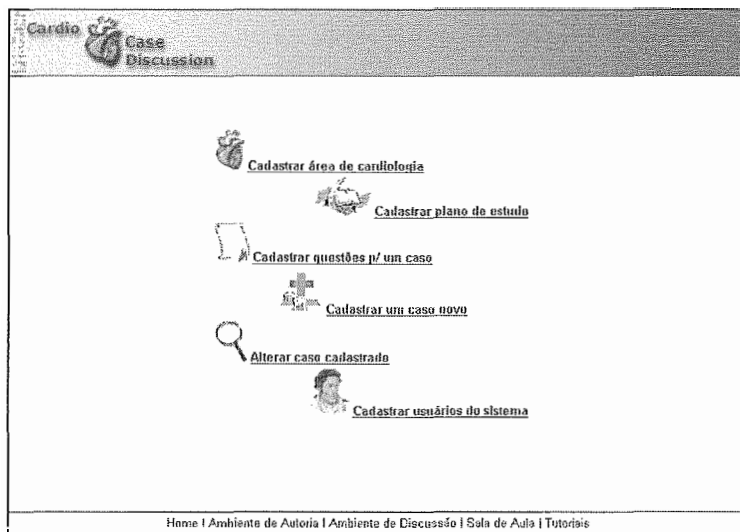 Cardio
Case
Discussion
Cadastrar área de cardiologia
Cadastrar plano de estudo
Cadastrar questões p/ um caso
Cadastrar um caso novo
Alterar caso cadastrado
Cadastrar usuários do sistema
Home | Ambiente de Autoria | Ambiente de Discussão | Sala de Aula | Tutoriais